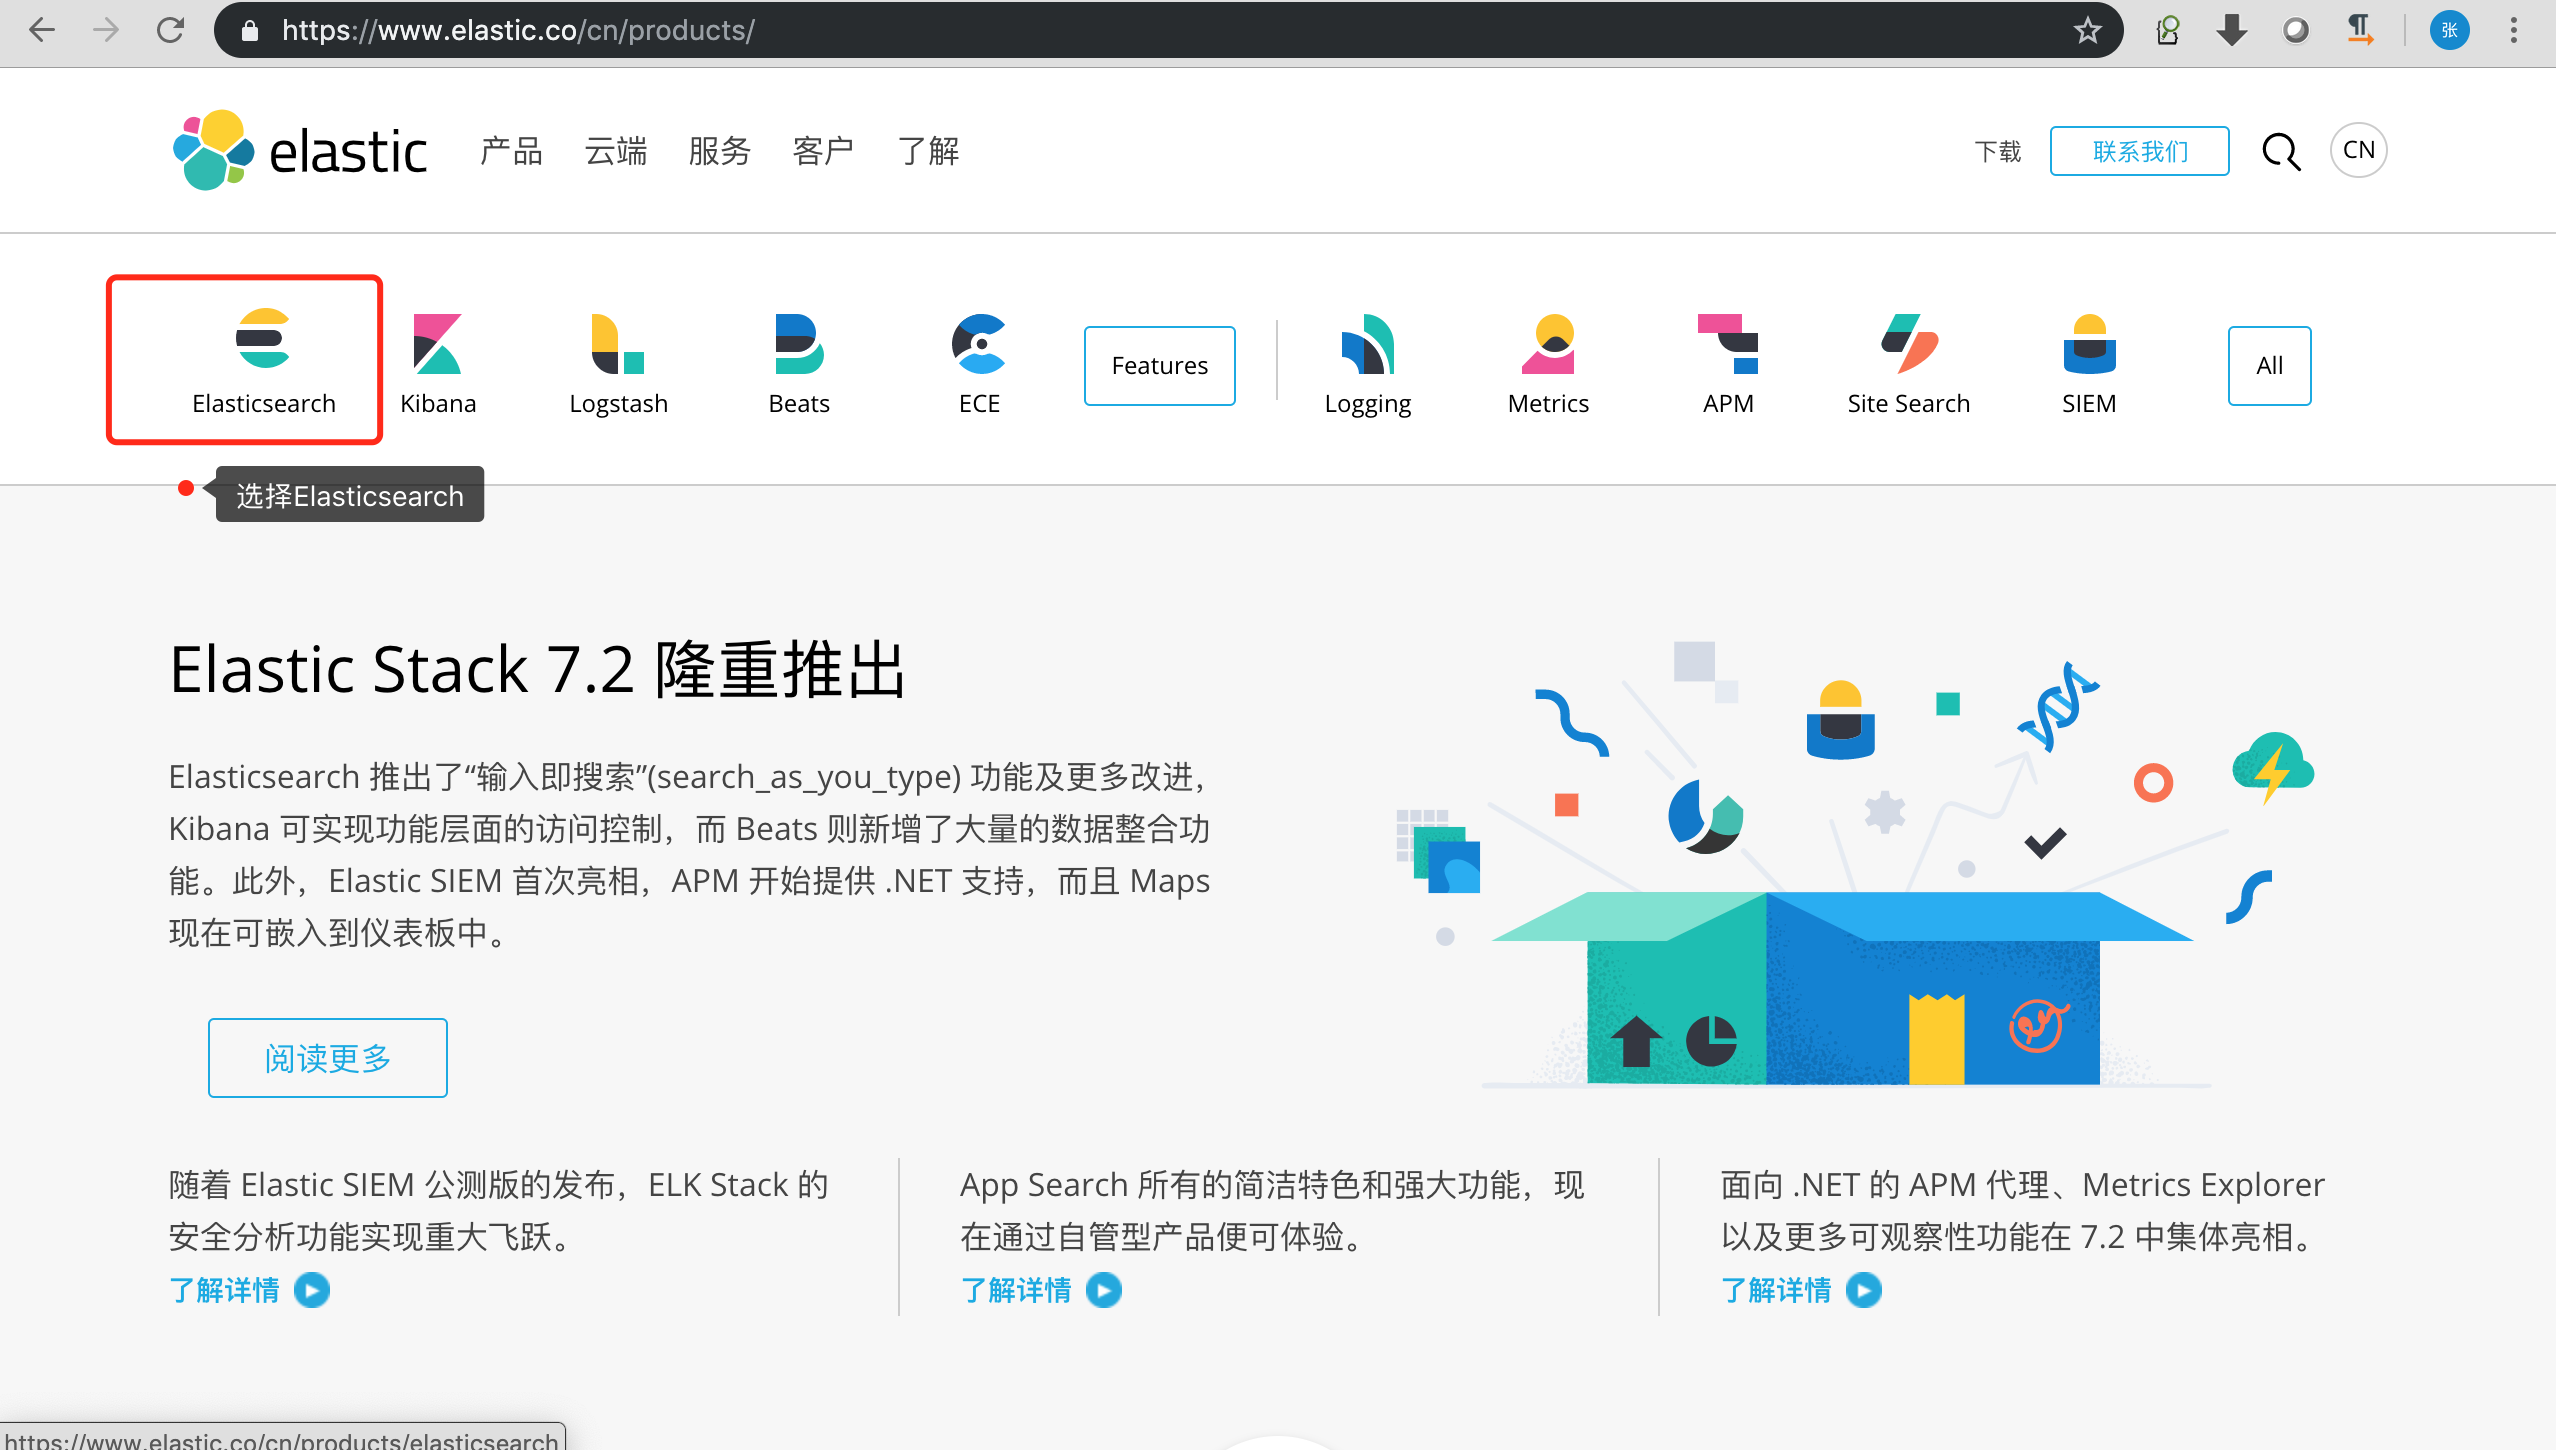 https://www.elastic.co/cn/products/
张
elastic
产品 云端 服务 客户 了解
下载 联系我们 CN
Elasticsearch Kibana Logstash Beats ECE Features Logging Metrics APM Site Search SIEM All
选择Elasticsearch
Elastic Stack 7.2 隆重推出
Elasticsearch 推出了“输入即搜索”(search_as_you_type) 功能及更多改进，
Kibana 可实现功能层面的访问控制，而 Beats 则新增了大量的数据整合功
能。此外，Elastic SIEM 首次亮相，APM 开始提供 .NET 支持，而且 Maps
现在可嵌入到仪表板中。
阅读更多
随着 Elastic SIEM 公测版的发布，ELK Stack 的
安全分析功能实现重大飞跃。
了解详情
App Search 所有的简洁特色和强大功能，现
在通过自管型产品便可体验。
了解详情
面向 .NET 的 APM 代理、Metrics Explorer
以及更多可观察性功能在 7.2 中集体亮相。
了解详情
https://www.elastic.co/cn/products/elasticsearch